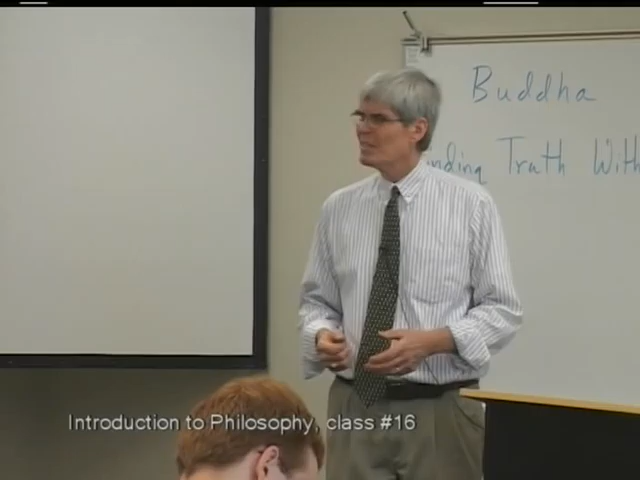 Buddha
nding Truth With
Introduction to Philosophy, class #16